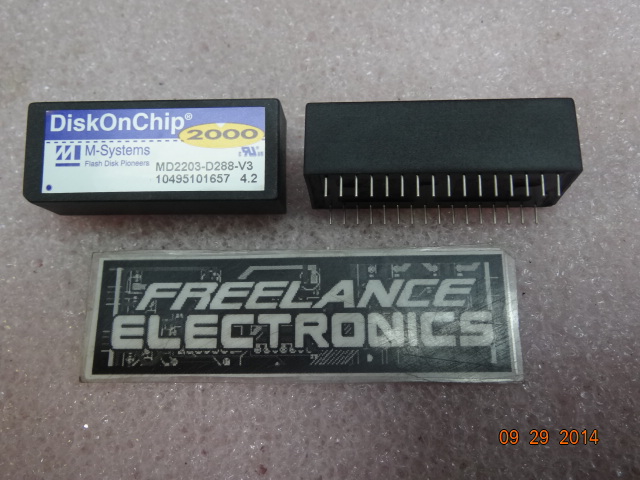 DiskOnChip®
2000
M-Systems
Flash Disk Pioneers
MD2203-D288-V3
10495101657 4.2
FREELANCE
ELECTRONICS
09 29 2014